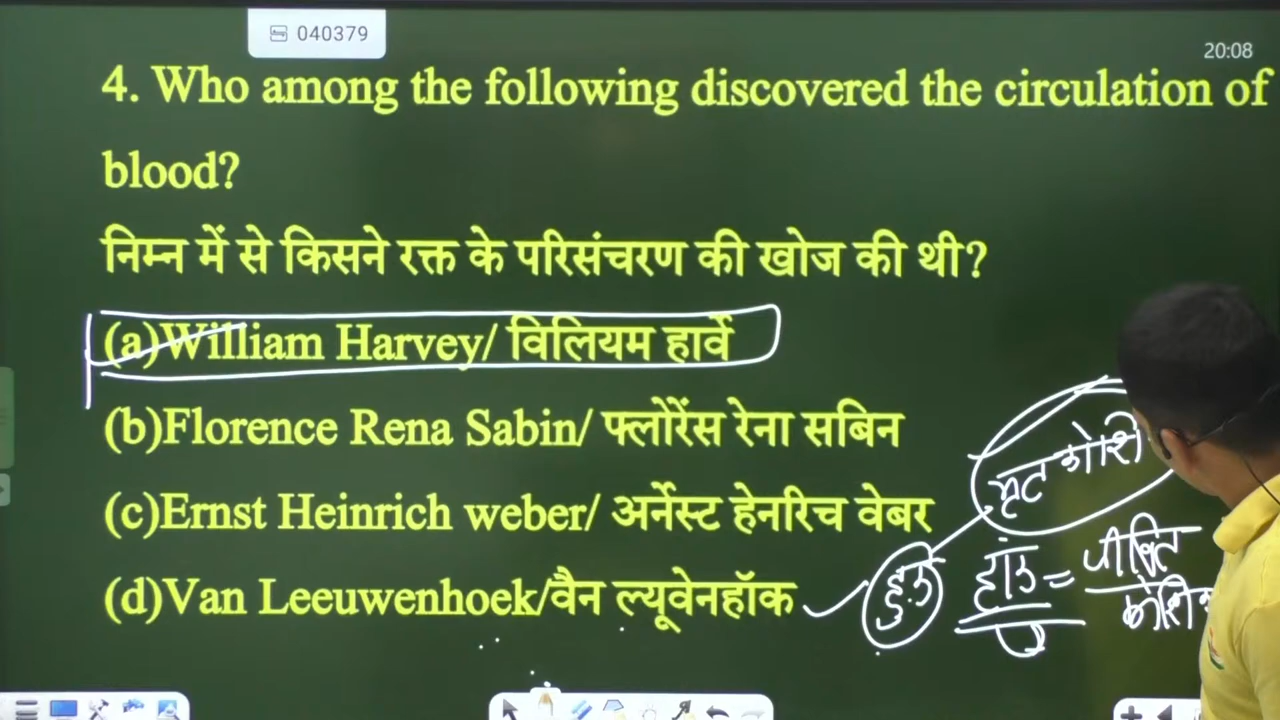 040379
20:08
4. Who among the following discovered the circulation of
blood?
निम्न में से किसने रक्त के परिसंचरण की खोज की थी?
(a)William Harvey/ विलियम हार्वे
(b)Florence Rena Sabin/ फ्लोरेंस रेना सबिन
(c)Ernst Heinrich weber/ अर्नेस्ट हेनरिच वेबर
(d)Van Leeuwenhoek/वैन ल्यूवेनहॉक